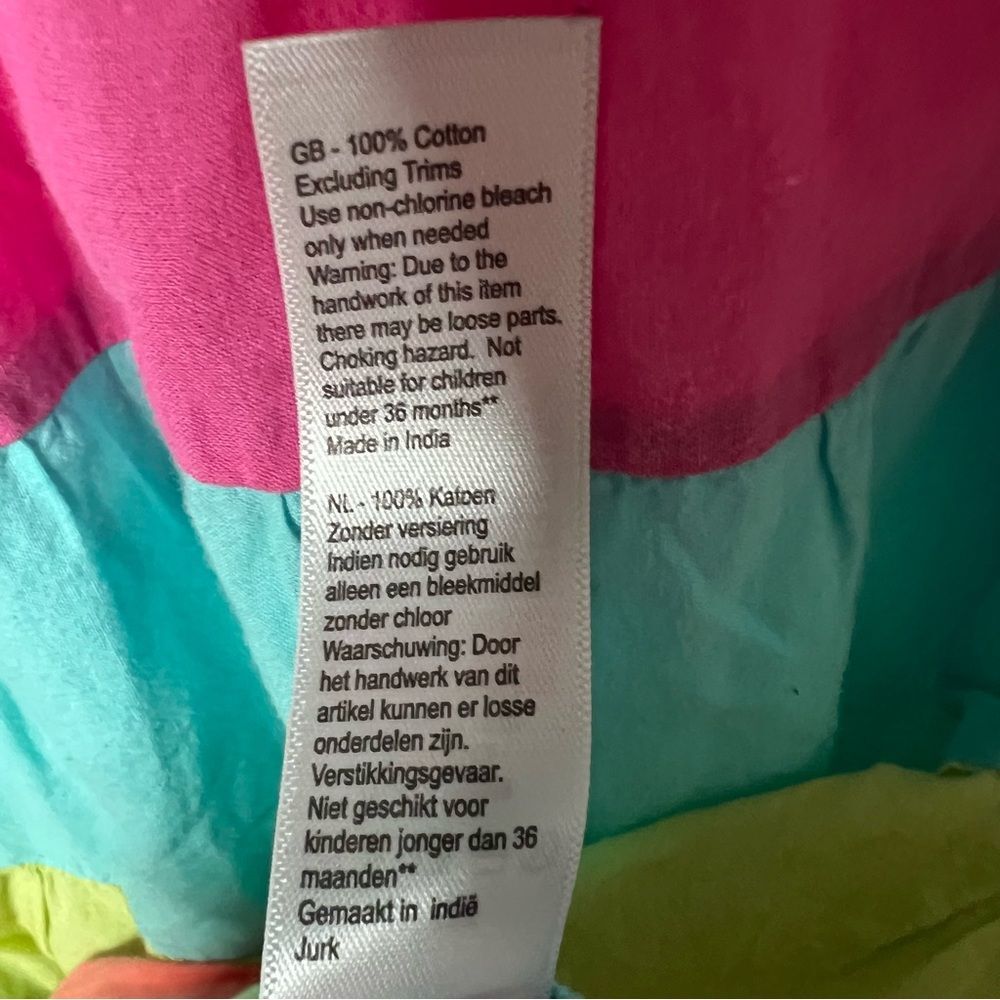 GB - 100% Cotton
Excluding Trims
Use non-chlorine bleach
only when needed
Warning: Due to the
handwork of this item
there may be loose parts.
Choking hazard. Not
suitable for children
under 36 months**
Made in India
NL - 100% Katoen
Zonder versiering
Indien nodig gebruik
alleen een bleekmiddel
zonder chloor
Waarschuwing: Door
het handwerk van dit
artikel kunnen er losse
onderdelen zijn.
Verstikkingsgevaar.
Niet geschikt voor
kinderen jonger dan 36
maanden**
Gemaakt in indië
Jurk